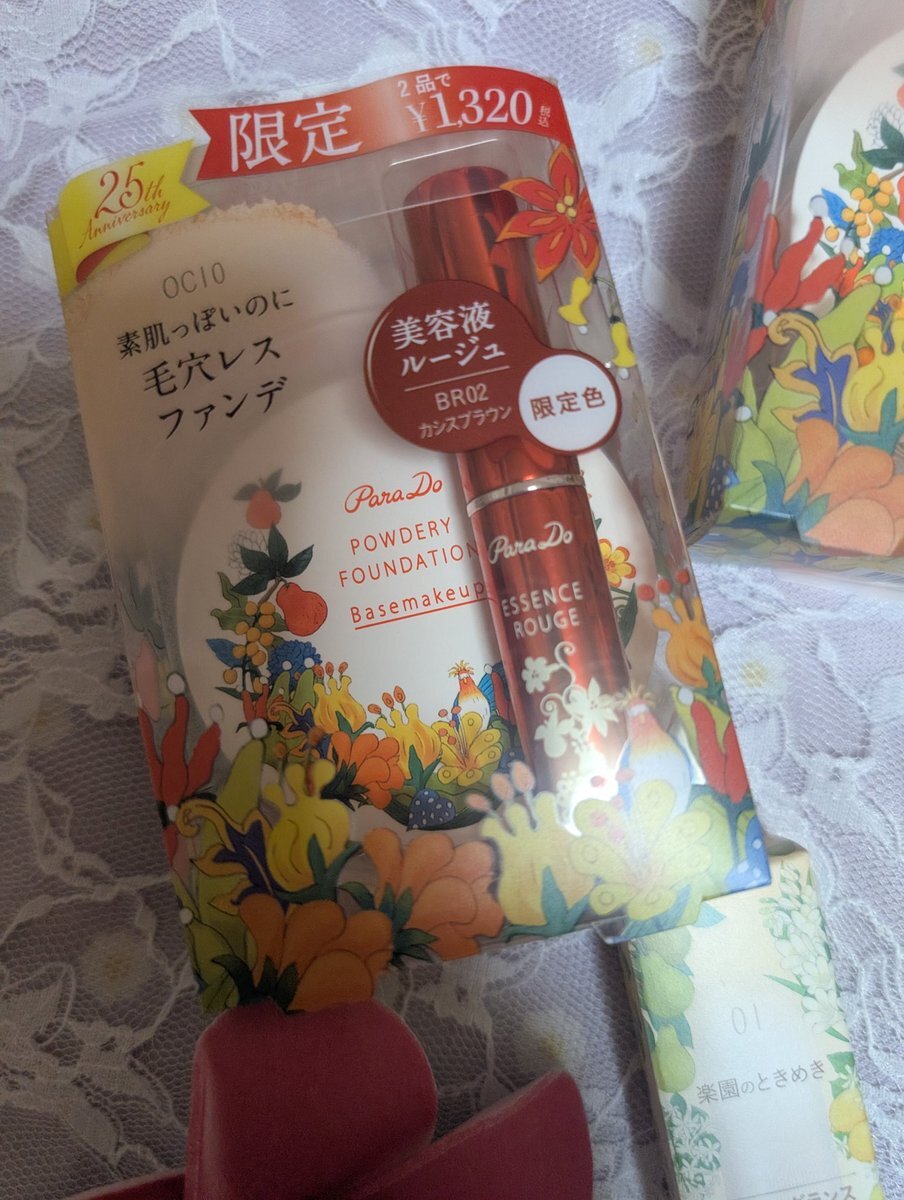 限定
2品で
¥1,320 税込
25th
Anniversary
OC10
素肌っぽいのに
毛穴レス
ファンデ
美容液
ルージュ
BR02
カシスブラウン
限定色
ParaDo
POWDERY
FOUNDATION
Basemakeup
ParaDo
ESSENCE
ROUGE
01
楽園のときめき